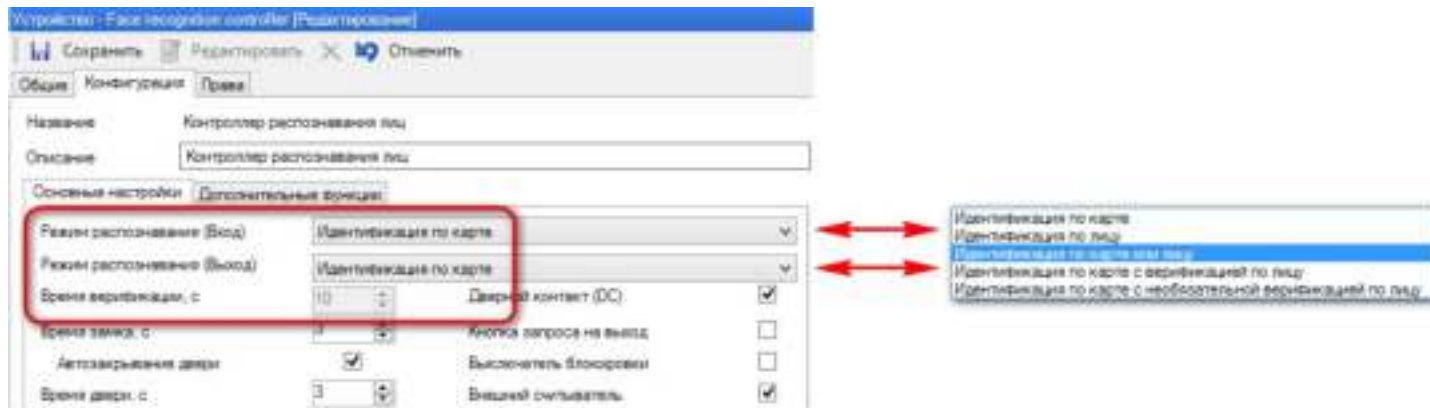 Устройство - Face recognition controller [Редактирование]
Сохранить Редактировать Отменить
Общие Конфигурация Права
Название Контроллер распознавания лиц
Описание Контроллер распознавания лиц
Основные настройки Дополнительные функции
Режим распознавания (Вход) Идентификация по карте
Режим распознавания (Выход) Идентификация по карте
Время верификации, с 10 Дверной контакт (DC)
Время замка, с 3 Кнопка запроса на выход
Автозакрывание двери Выключатель блокировки
Время двери, с 3 Внешний считыватель
Идентификация по карте
Идентификация по лицу
Идентификация по карте или лицу
Идентификация по карте с верификацией по лицу
Идентификация по карте с необязательной верификацией по лицу